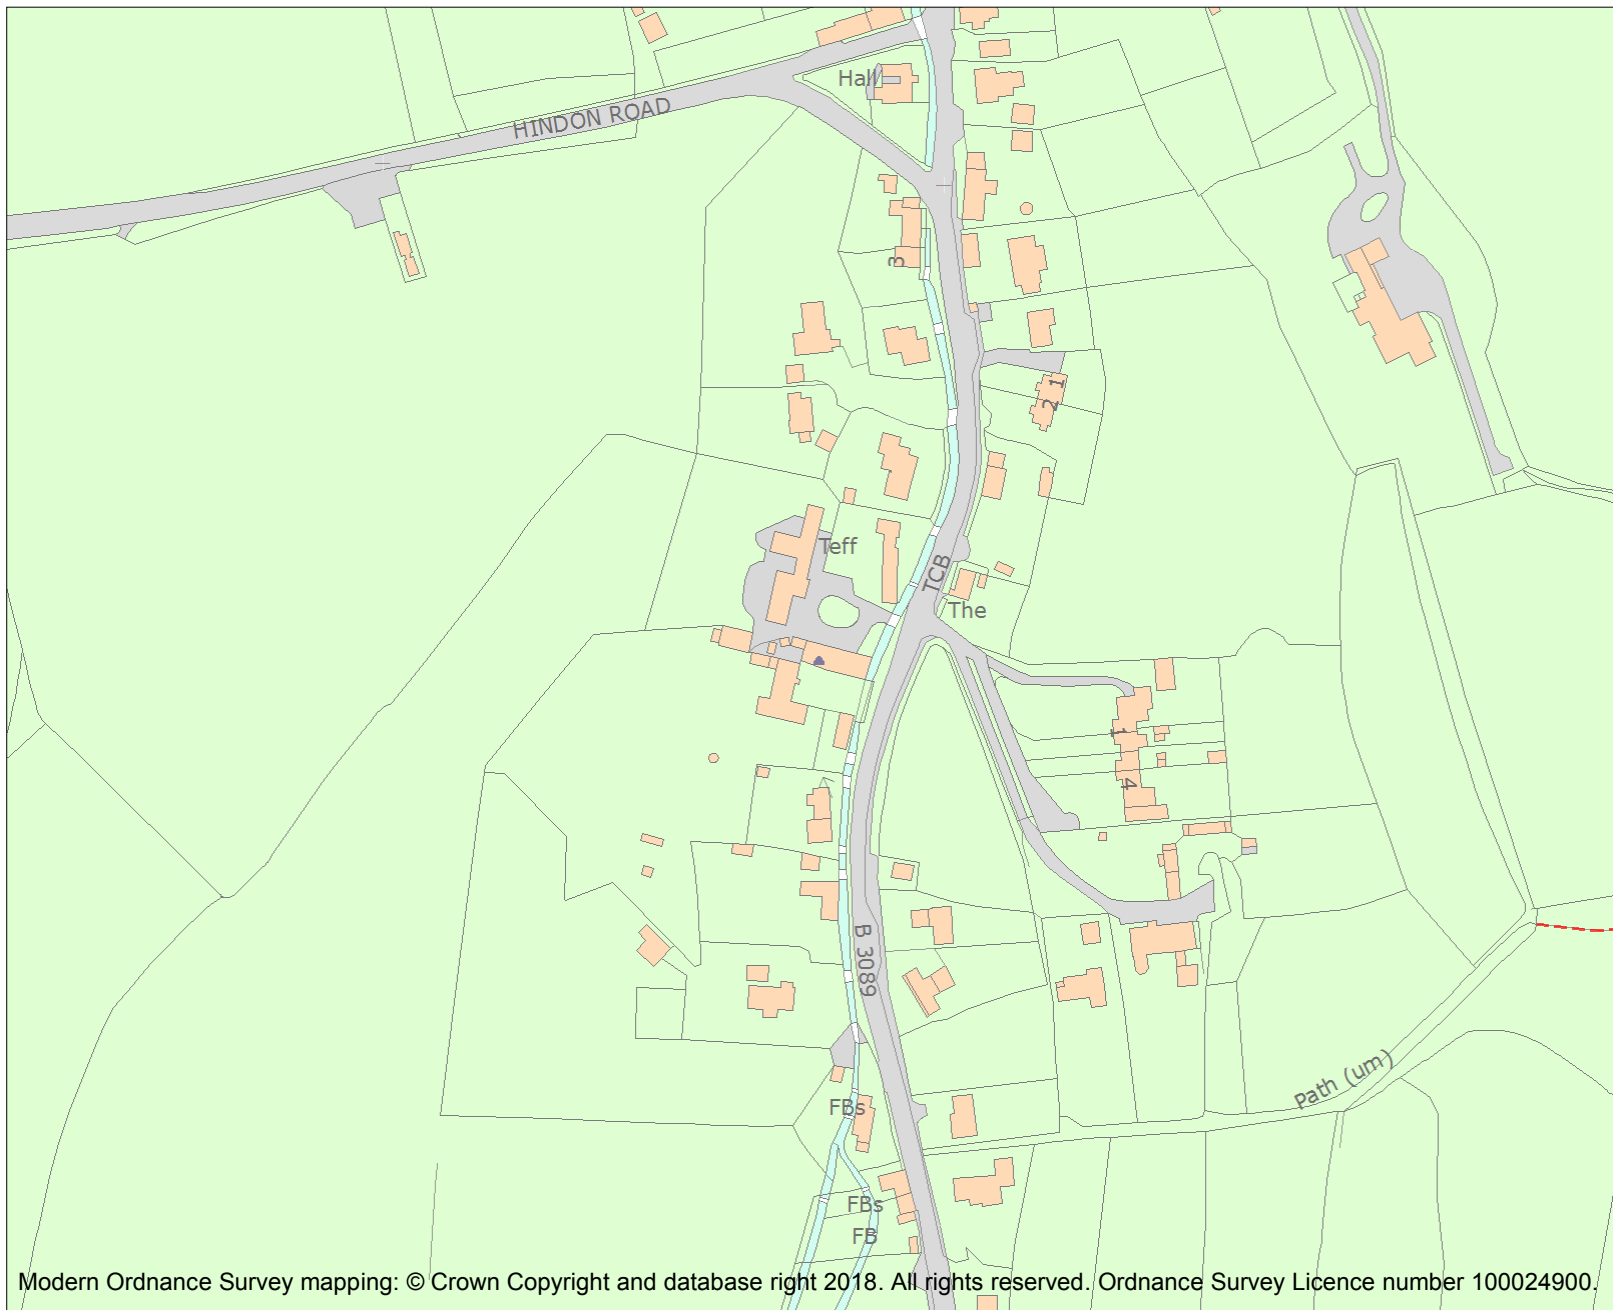 Hall
HINDON ROAD
3
1
2
Teff
TCB
The
1
4
B 3089
Path (um)
FBs
FBs
FB
Modern Ordnance Survey mapping: © Crown Copyright and database right 2018. All rights reserved. Ordnance Survey Licence number 100024900.